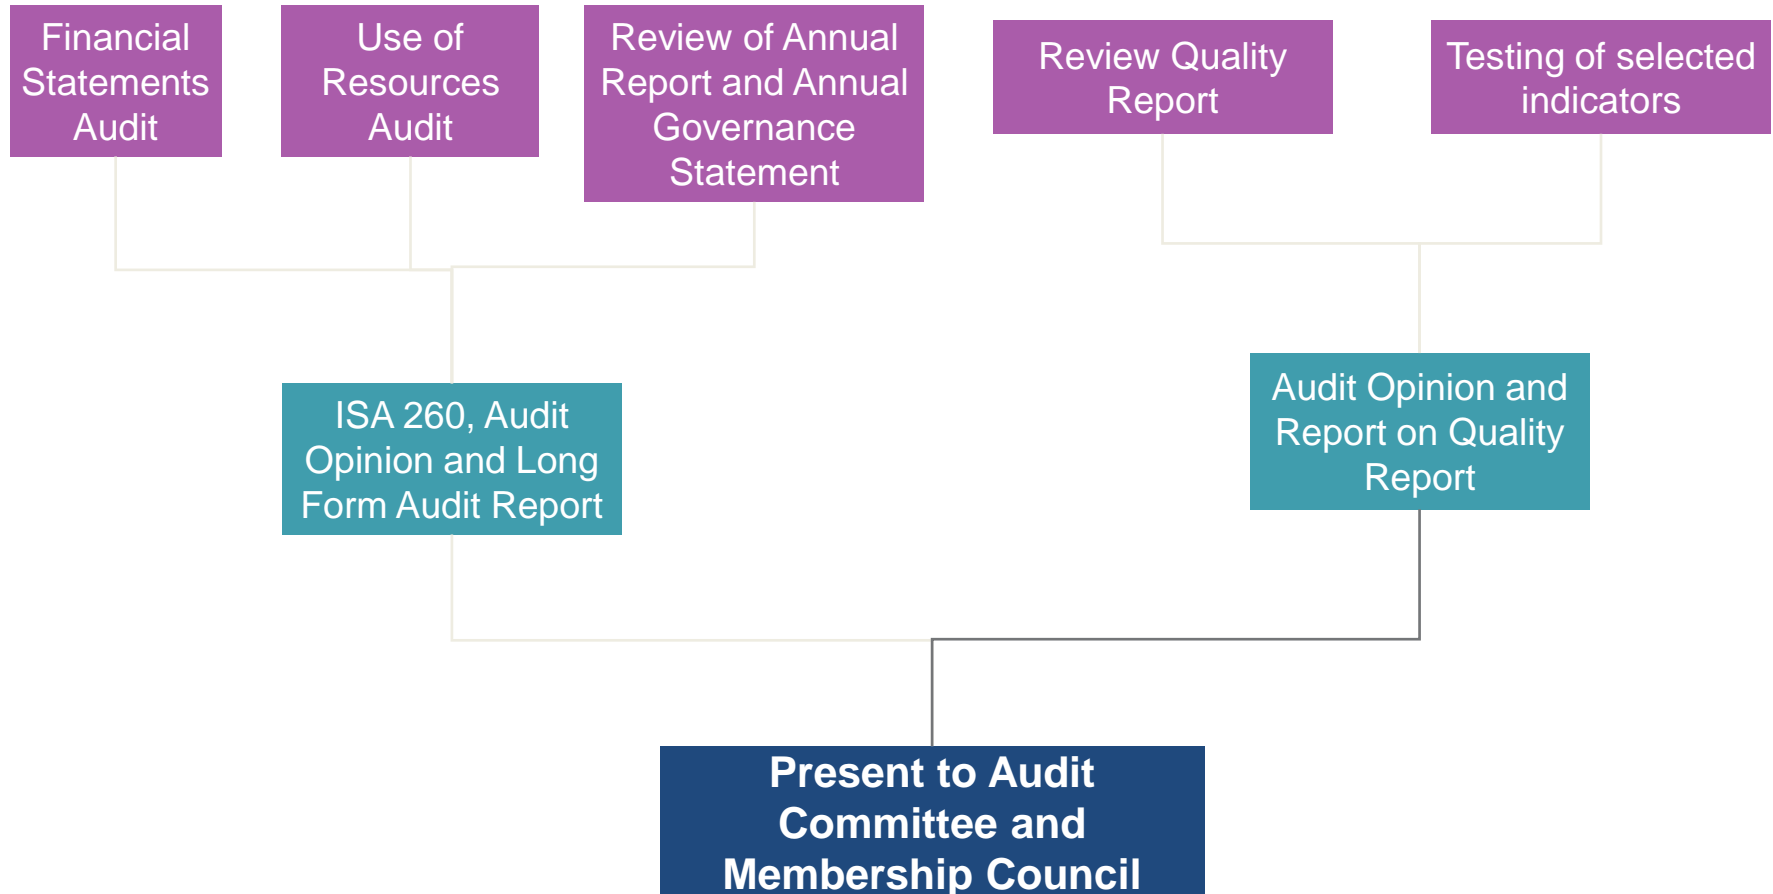 Financial
Statements
Audit
Use of
Resources
Audit
Review of Annual
Report and Annual
Governance
Statement
Review Quality
Report
Testing of selected
indicators
ISA 260, Audit
Opinion and Long
Form Audit Report
Audit Opinion and
Report on Quality
Report
Present to Audit
Committee and
Membership Council